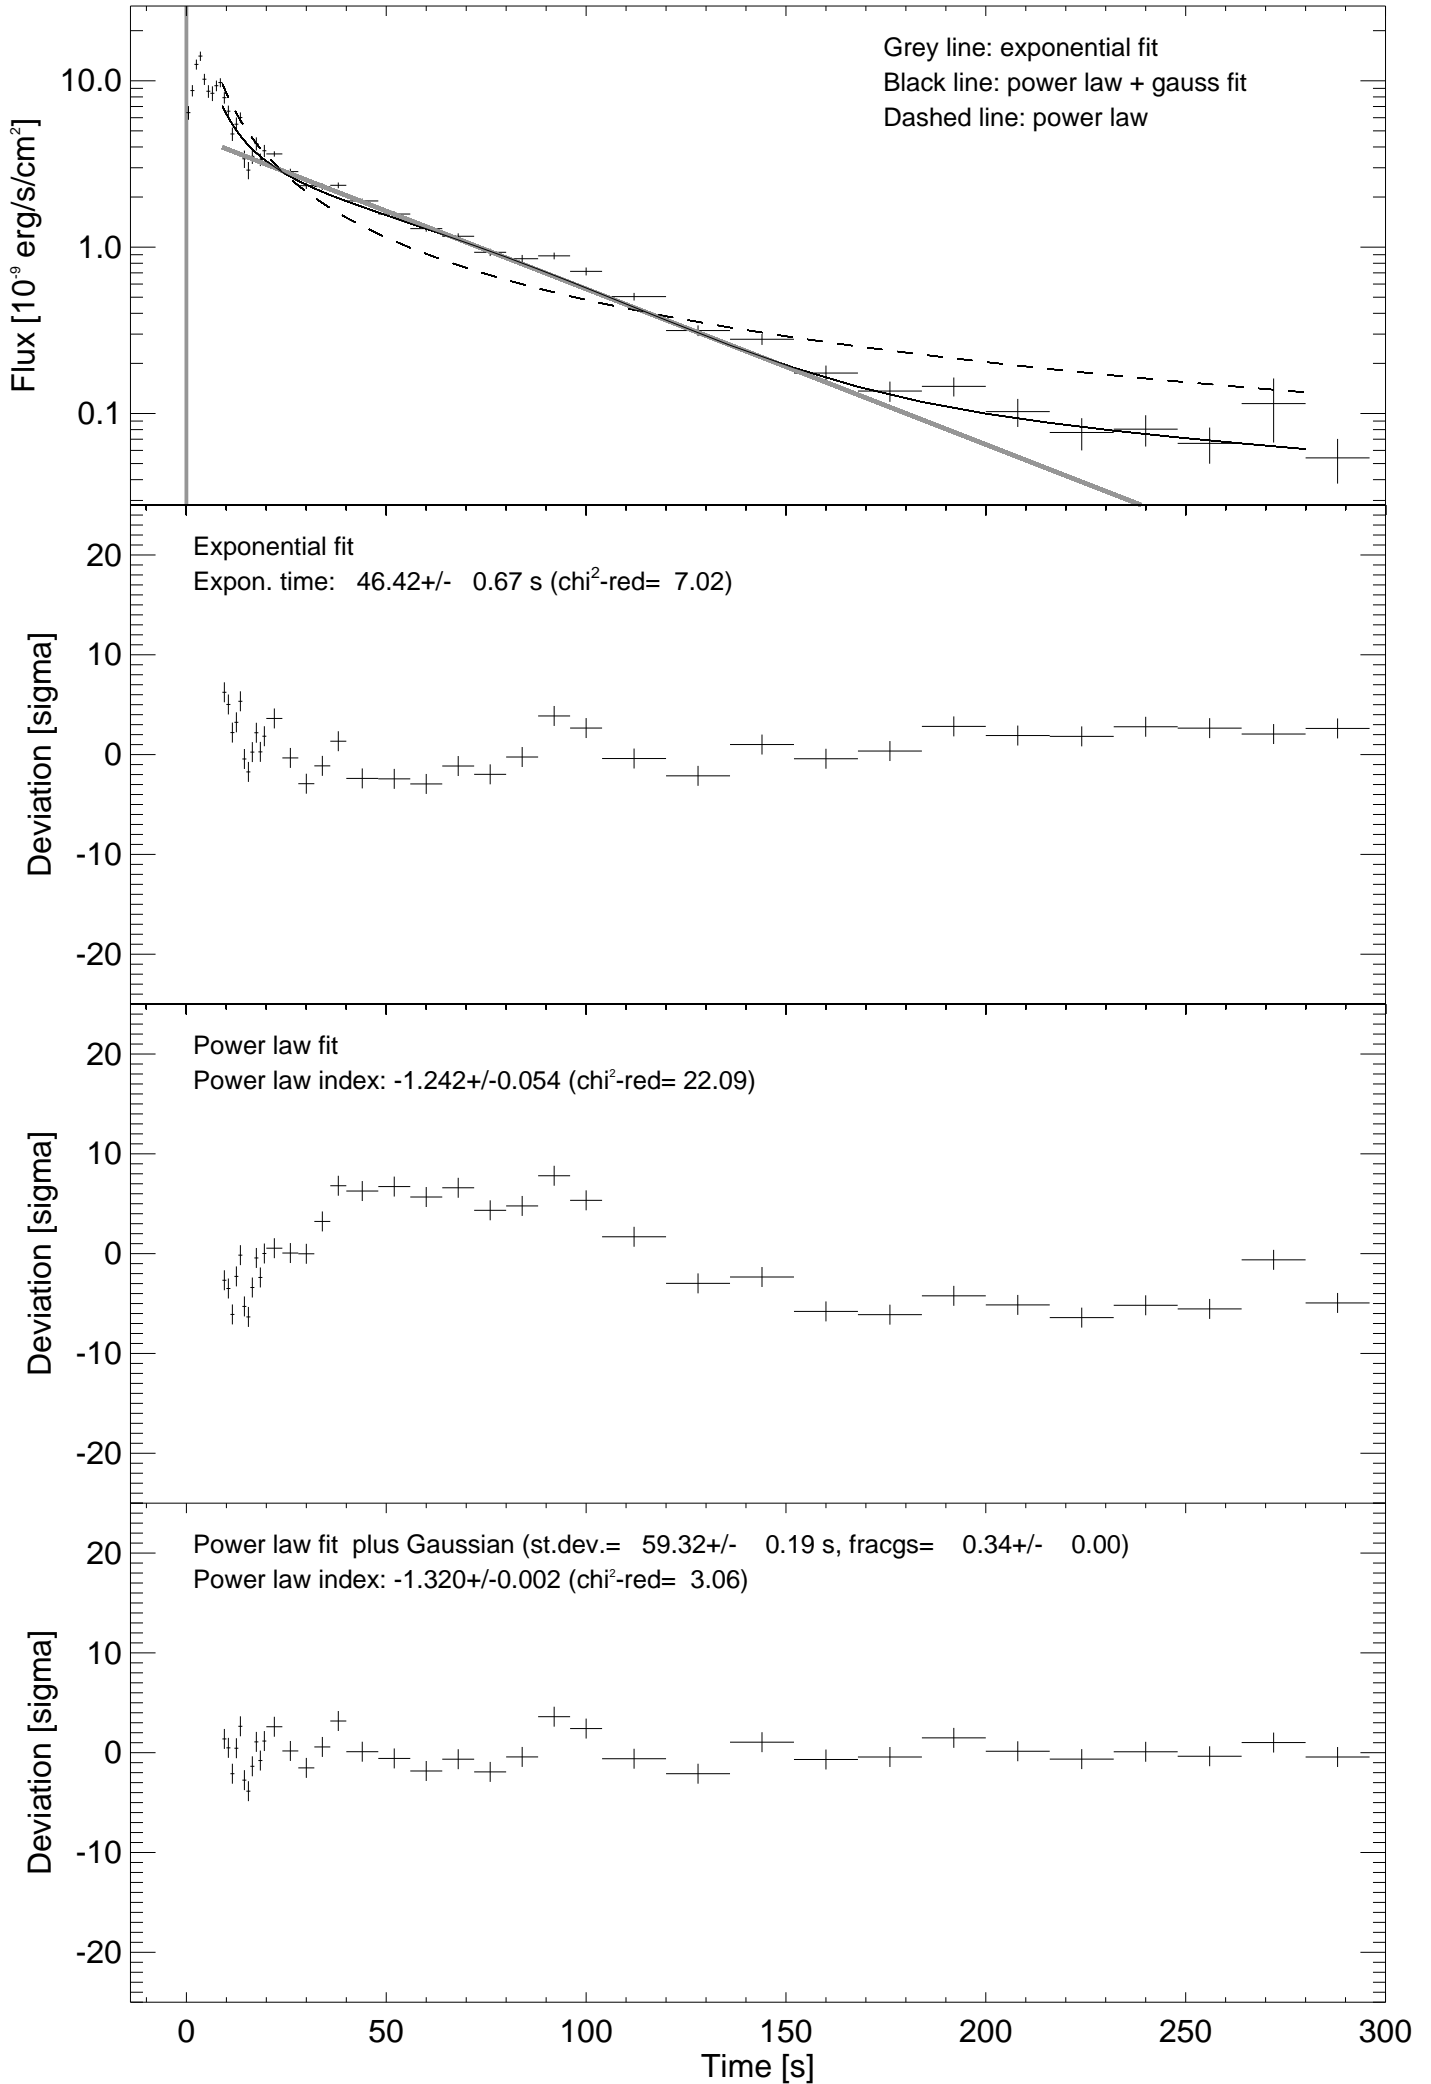 Grey line: exponential fit
Black line: power law + gauss fit
Dashed line: power law
10.0
1.0
0.1
Flux [10⁻⁹ erg/s/cm²]
Exponential fit
Expon. time: 46.42+/- 0.67 s (chi²-red= 7.02)
20
10
0
-10
-20
Deviation [sigma]
Power law fit
Power law index: -1.242+/-0.054 (chi²-red= 22.09)
20
10
0
-10
-20
Deviation [sigma]
Power law fit plus Gaussian (st.dev.= 59.32+/- 0.19 s, fracgs= 0.34+/- 0.00)
Power law index: -1.320+/-0.002 (chi²-red= 3.06)
20
10
0
-10
-20
Deviation [sigma]
0 50 100 150 200 250 300
Time [s]